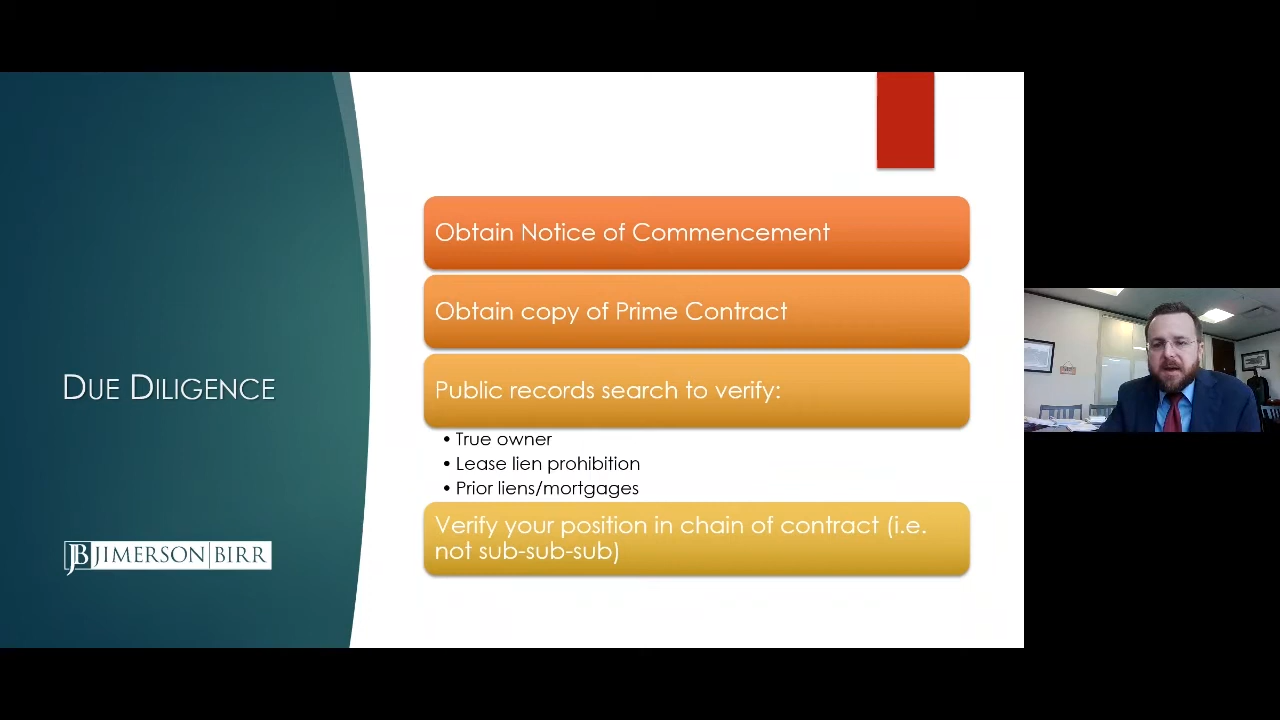 Obtain Notice of Commencement
Obtain copy of Prime Contract
DUE DILIGENCE
Public records search to verify:
• True owner
• Lease lien prohibition
• Prior liens/mortgages
Verify your position in chain of contract (i.e.
not sub-sub-sub)
JB JIMERSON BIRR